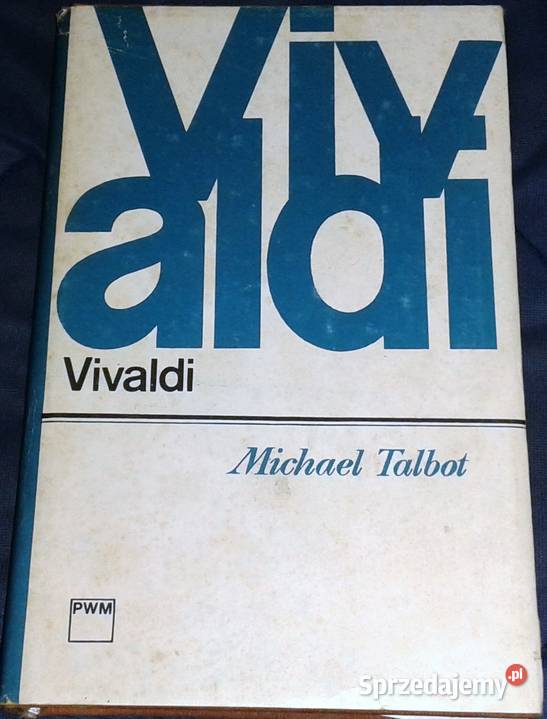 Viv
aldi
Vivaldi
Michael Talbot
PWM
Sprzedajemy.pl